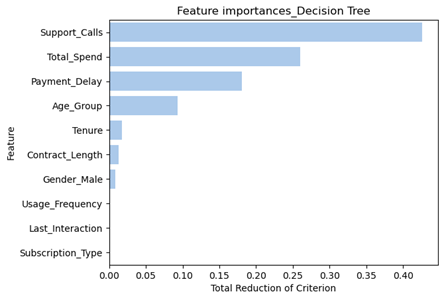 Feature importances_Decision Tree
Support_Calls
Total_Spend
Payment_Delay
Age_Group
Tenure
Contract_Length
Gender_Male
Usage_Frequency
Last_Interaction
Subscription_Type
Feature
0.00 0.05 0.10 0.15 0.20 0.25 0.30 0.35 0.40
Total Reduction of Criterion